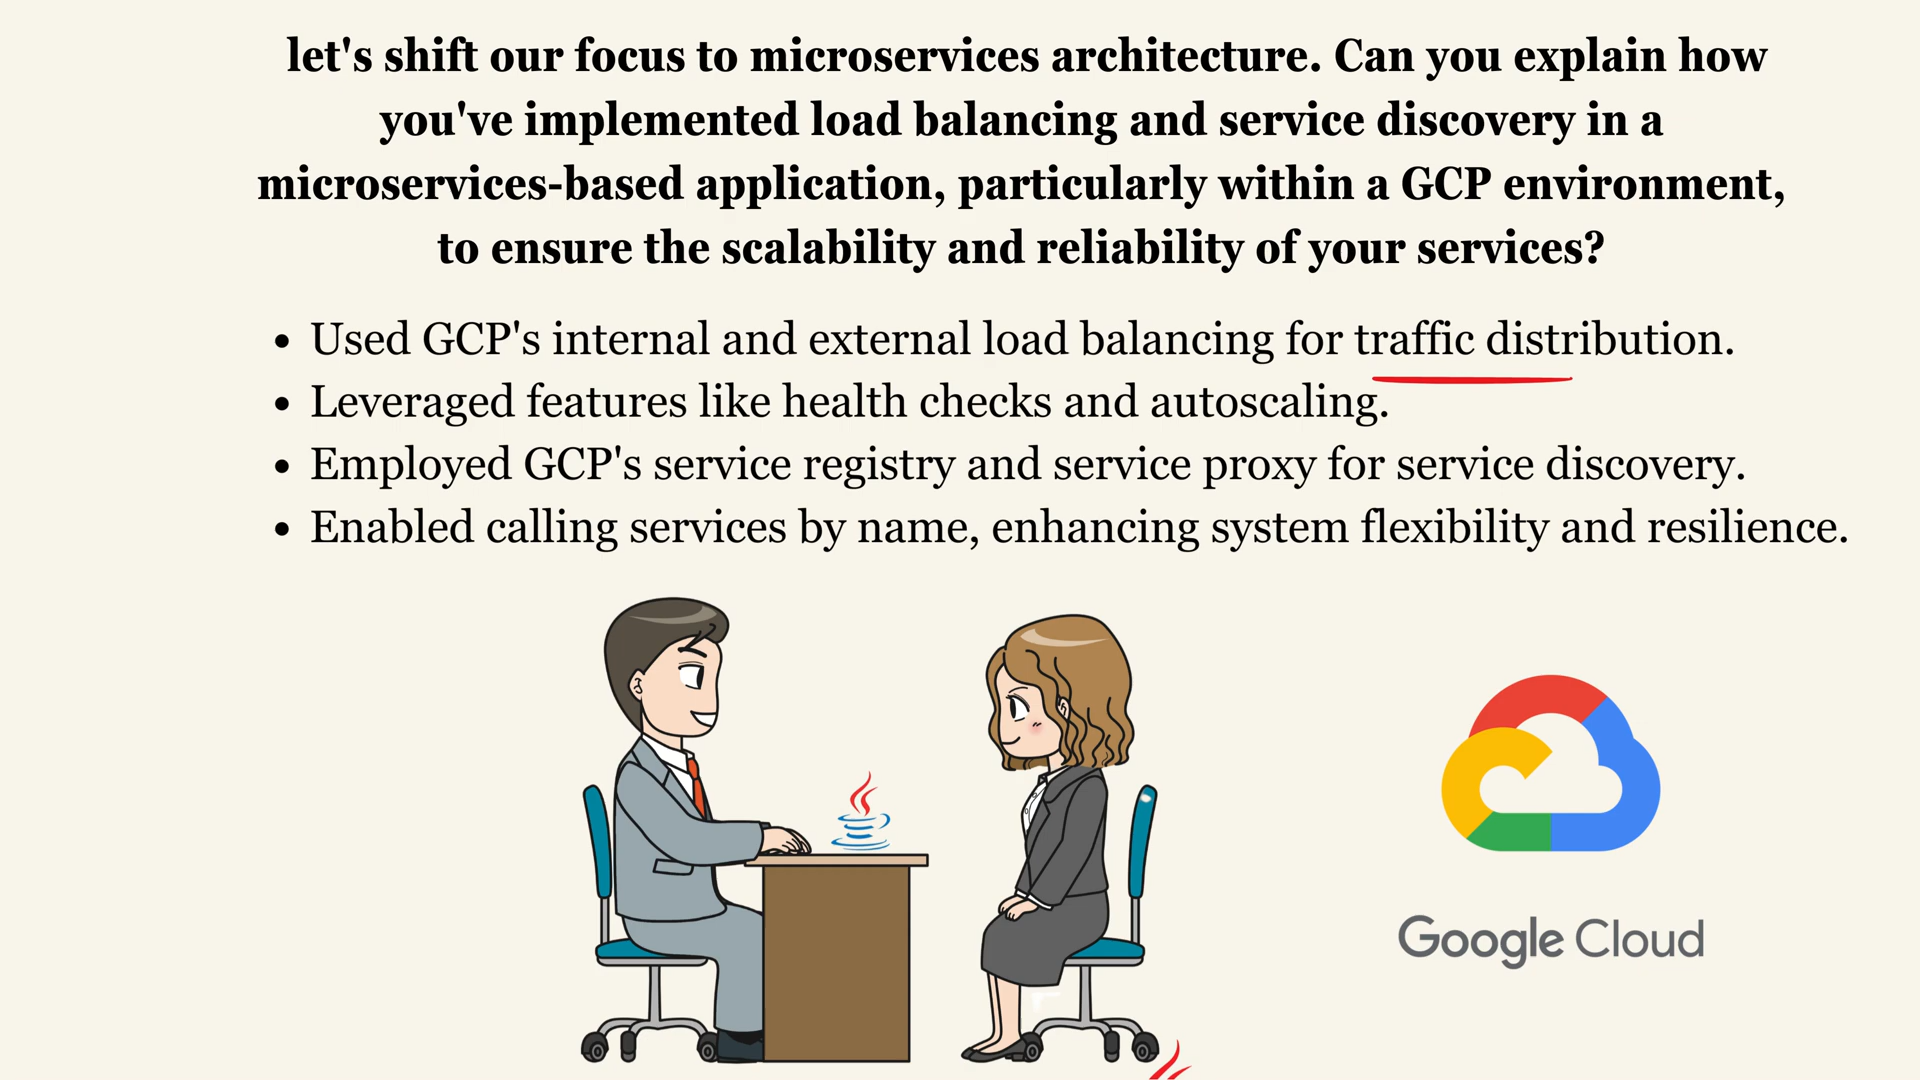 let's shift our focus to microservices architecture. Can you explain how
you've implemented load balancing and service discovery in a
microservices-based application, particularly within a GCP environment,
to ensure the scalability and reliability of your services?
• Used GCP's internal and external load balancing for traffic distribution.
• Leveraged features like health checks and autoscaling.
• Employed GCP's service registry and service proxy for service discovery.
• Enabled calling services by name, enhancing system flexibility and resilience.
Google Cloud